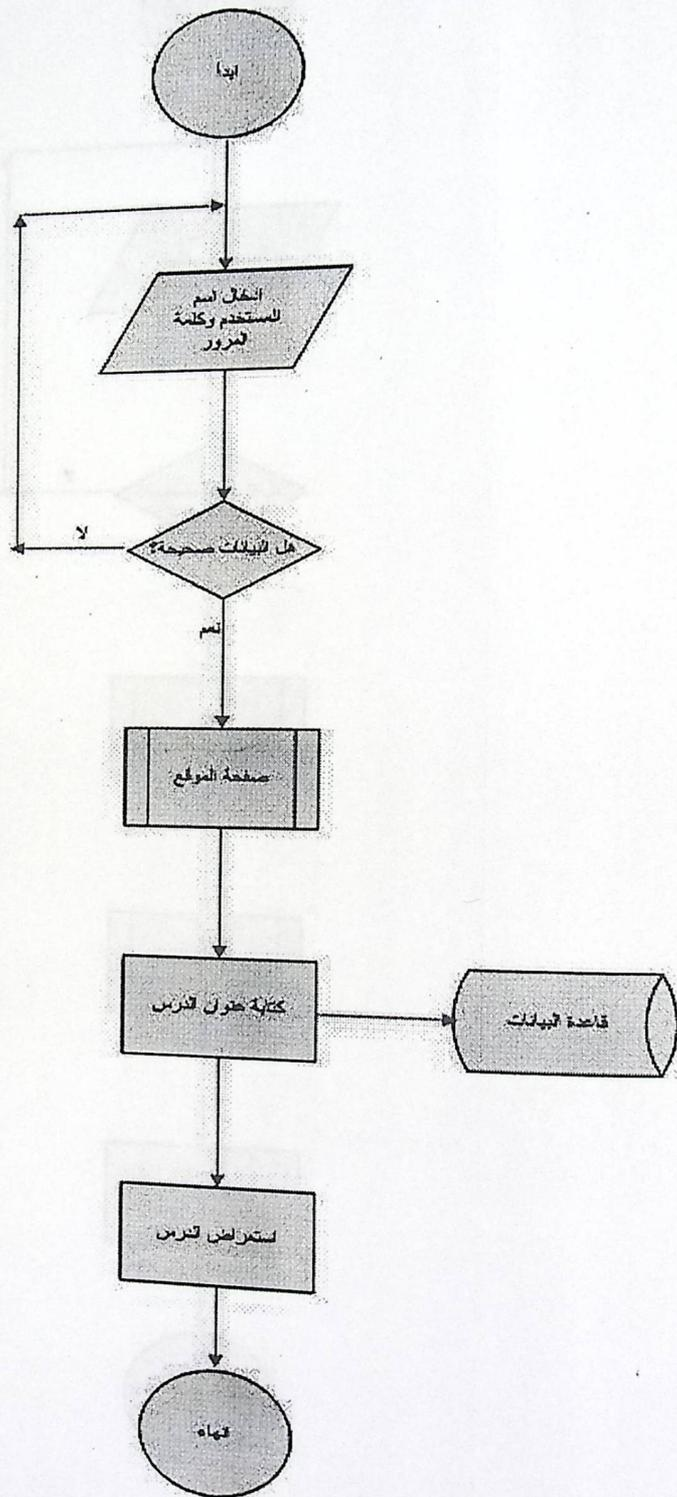 ابدأ
ادخال اسم
المستخدم وكلمة
المرور
هل البيانات صحيحة؟
لا
نعم
صفحة الموقع
كتابة عنوان الدرس
قاعدة البيانات
استعراض الدرس
انهاء